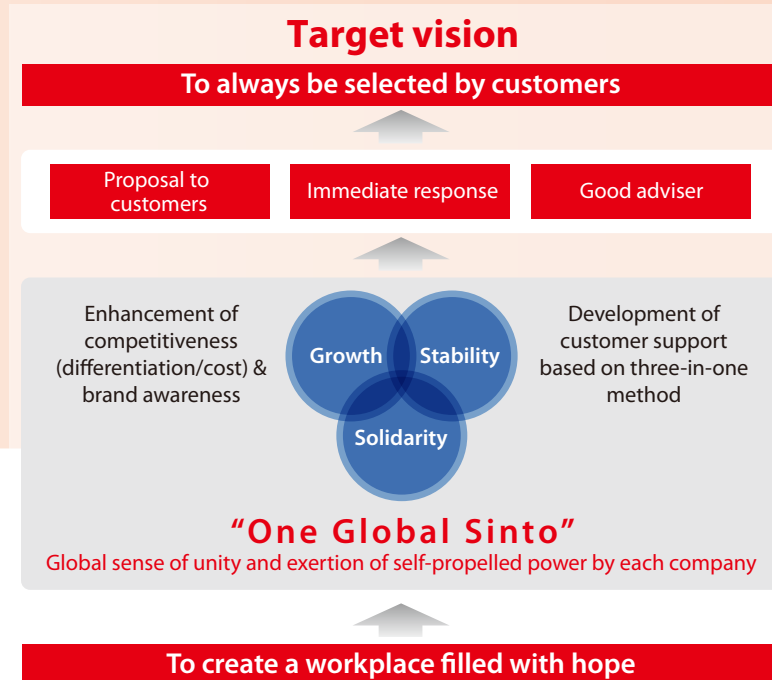 Target vision
To always be selected by customers
Proposal to
customers
Immediate response
Good adviser
Enhancement of
competitiveness
(differentiation/cost) &
brand awareness
Growth
Stability
Solidarity
Development of
customer support
based on three-in-one
method
“One Global Sinto”
Global sense of unity and exertion of self-propelled power by each company
To create a workplace filled with hope